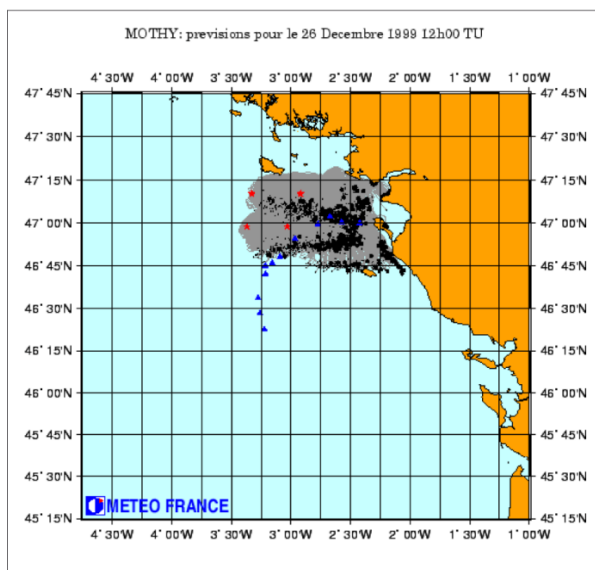 MOTHY: previsions pour le 26 Decembre 1999 12h00 TU
4˚ 30'W 4˚ 00'W 3˚ 30'W 3˚ 00'W 2˚ 30'W 2˚ 00'W 1˚ 30'W 1˚ 00'W
47˚ 45'N 47˚ 45'N
47˚ 30'N 47˚ 30'N
47˚ 15'N 47˚ 15'N
47˚ 00'N 47˚ 00'N
46˚ 45'N 46˚ 45'N
46˚ 30'N 46˚ 30'N
46˚ 15'N 46˚ 15'N
46˚ 00'N 46˚ 00'N
45˚ 45'N 45˚ 45'N
45˚ 30'N 45˚ 30'N
METEO FRANCE
45˚ 15'N 45˚ 15'N
4˚ 30'W 4˚ 00'W 3˚ 30'W 3˚ 00'W 2˚ 30'W 2˚ 00'W 1˚ 30'W 1˚ 00'W